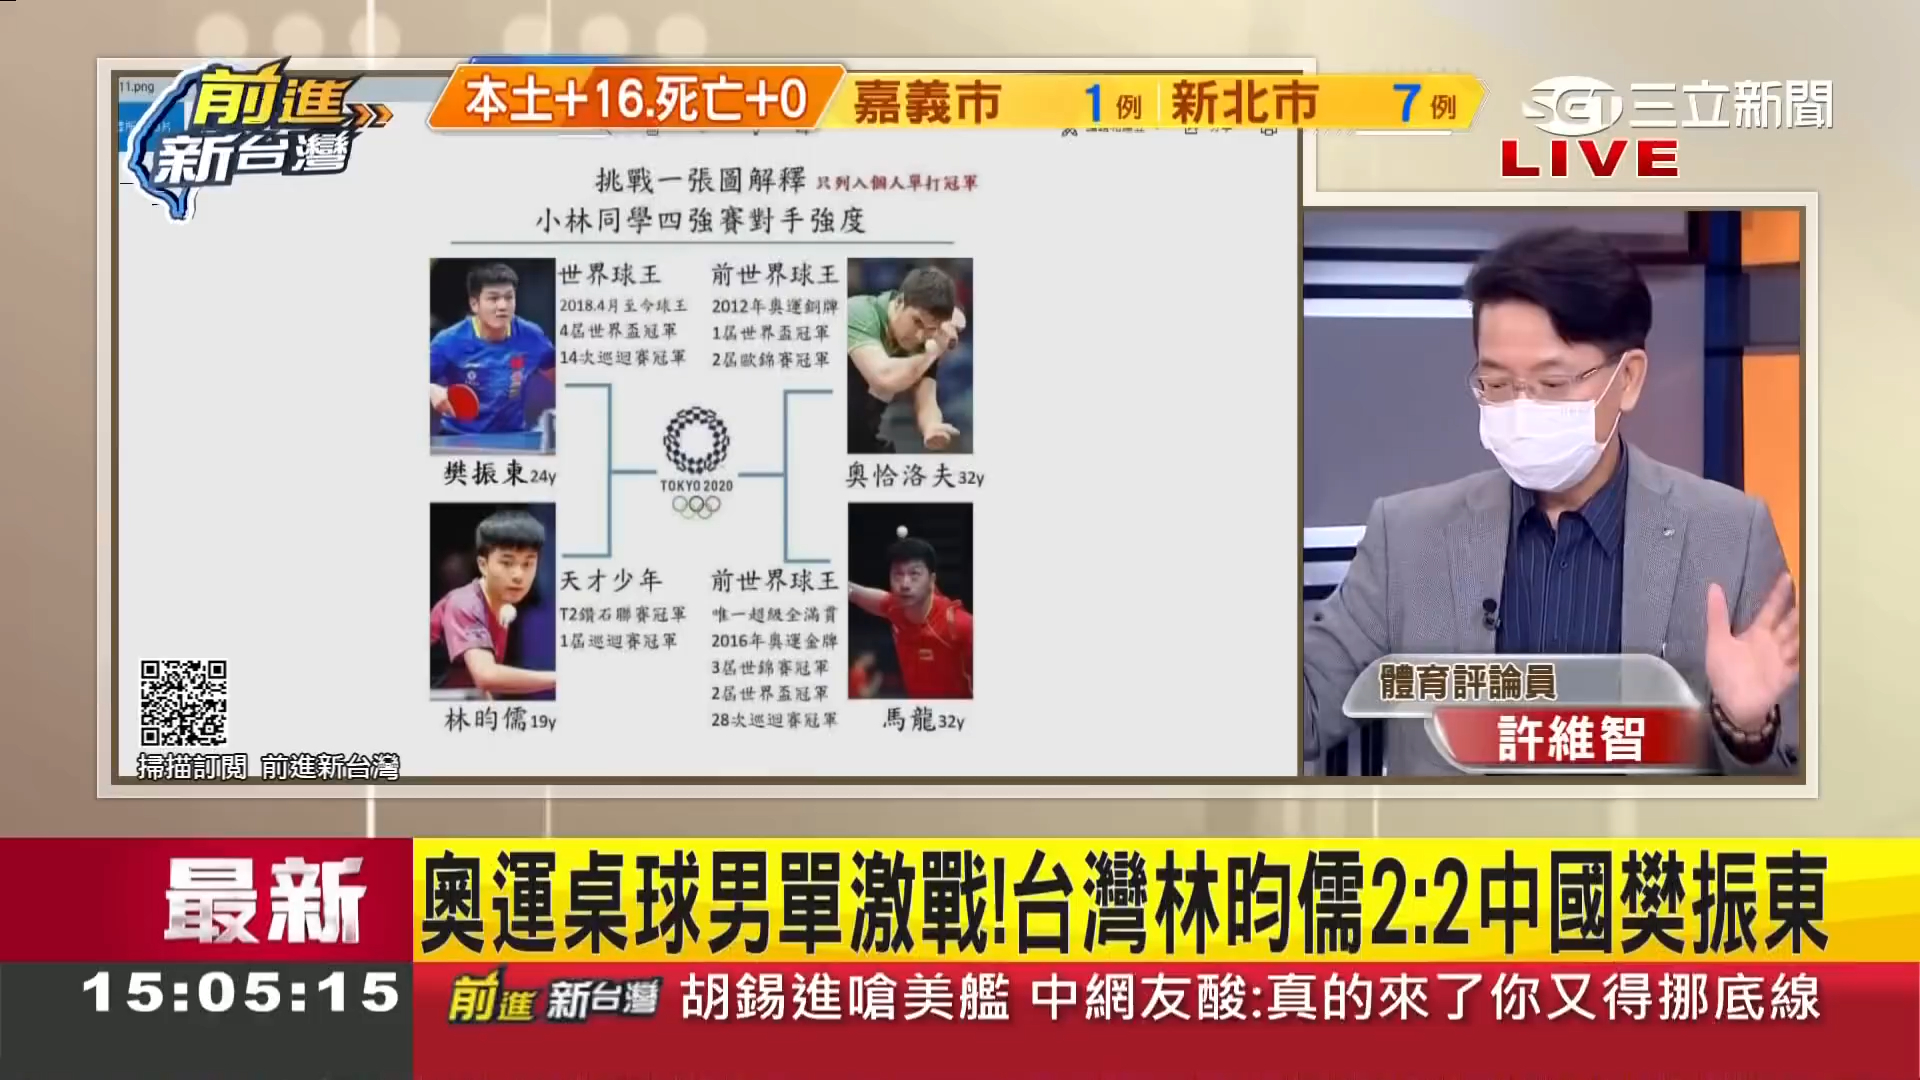 11.png
前進
新台灣
本土+16.死亡+0
嘉義市 1例 新北市 7例
SET 三立新聞
LIVE
挑戰一張圖解釋 只列入個人單打冠軍
小林同學四強賽對手強度
世界球王
2018.4月至今球王
4屆世界盃冠軍
14次巡迴賽冠軍
樊振東24y
前世界球王
2012年奧運銅牌
1屆世界盃冠軍
2屆歐錦賽冠軍
奧恰洛夫32y
TOKYO 2020
天才少年
T2鑽石聯賽冠軍
1屆巡迴賽冠軍
林昀儒19y
前世界球王
唯一超級全滿貫
2016年奧運金牌
3屆世錦賽冠軍
2屆世界盃冠軍
28次巡迴賽冠軍
馬龍32y
體育評論員
許維智
掃描訂閱 前進新台灣
最新
奧運桌球男單激戰!台灣林昀儒2:2中國樊振東
15:05:15
前進新台灣 胡錫進嗆美艦 中網友酸:真的來了你又得挪底線